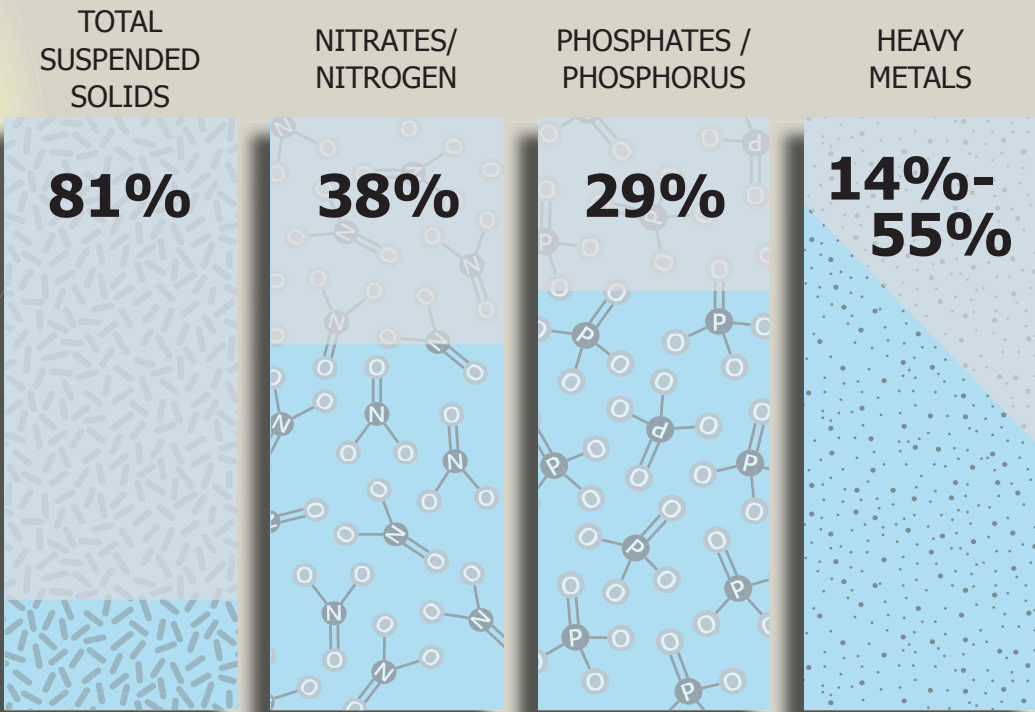 TOTAL
SUSPENDED
SOLIDS
81%
NITRATES/
NITROGEN
38%
PHOSPHATES /
PHOSPHORUS
29%
HEAVY
METALS
14%-
55%